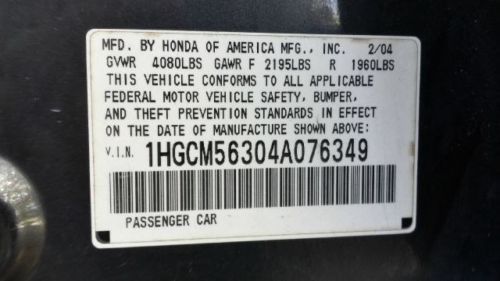 MFD. BY HONDA OF AMERICA MFG., INC. 2/04
GVWR 4080LBS GAWR F 2195LBS R 1960LBS
THIS VEHICLE CONFORMS TO ALL APPLICABLE
FEDERAL MOTOR VEHICLE SAFETY, BUMPER,
AND THEFT PREVENTION STANDARDS IN EFFECT
ON THE DATE OF MANUFACTURE SHOWN ABOVE:
V.I.N. 1HGCM56304A076349
PASSENGER CAR